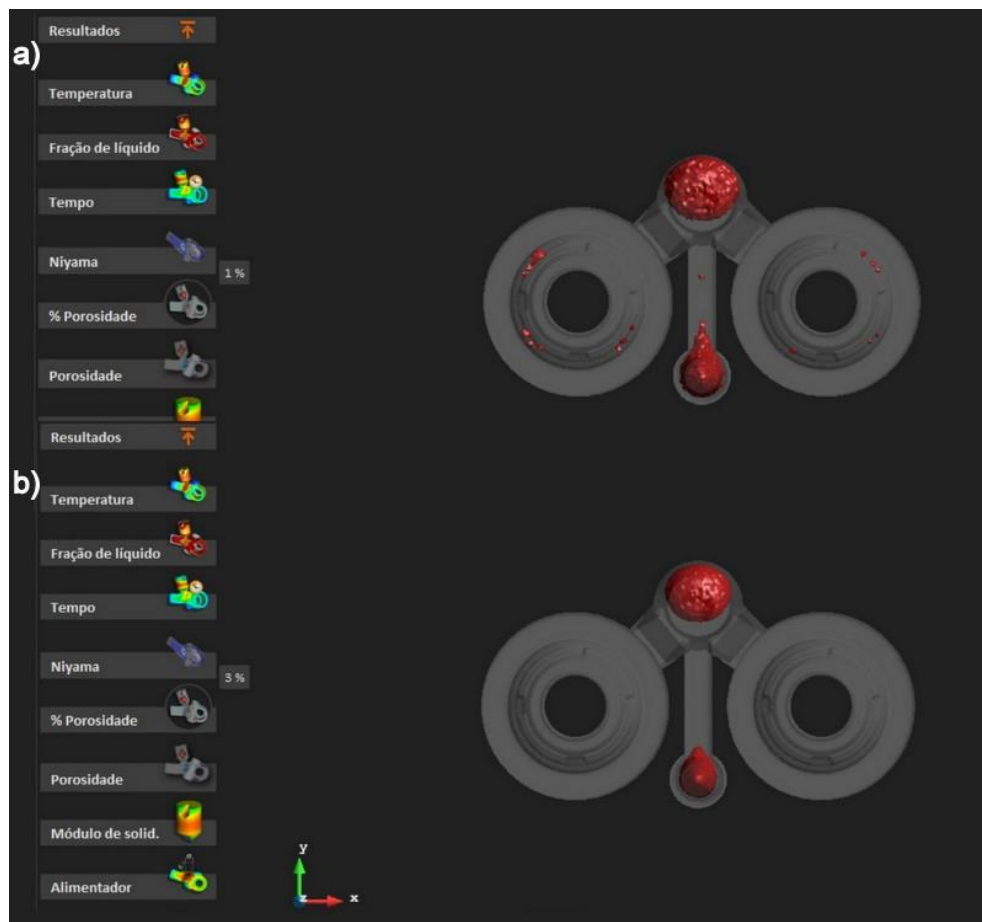 a)
Resultados
Temperatura
Fração de líquido
Tempo
Niyama
1 %
% Porosidade
Porosidade
b)
Resultados
Temperatura
Fração de líquido
Tempo
Niyama
3 %
% Porosidade
Porosidade
Módulo de solid.
Alimentador
y
z
x